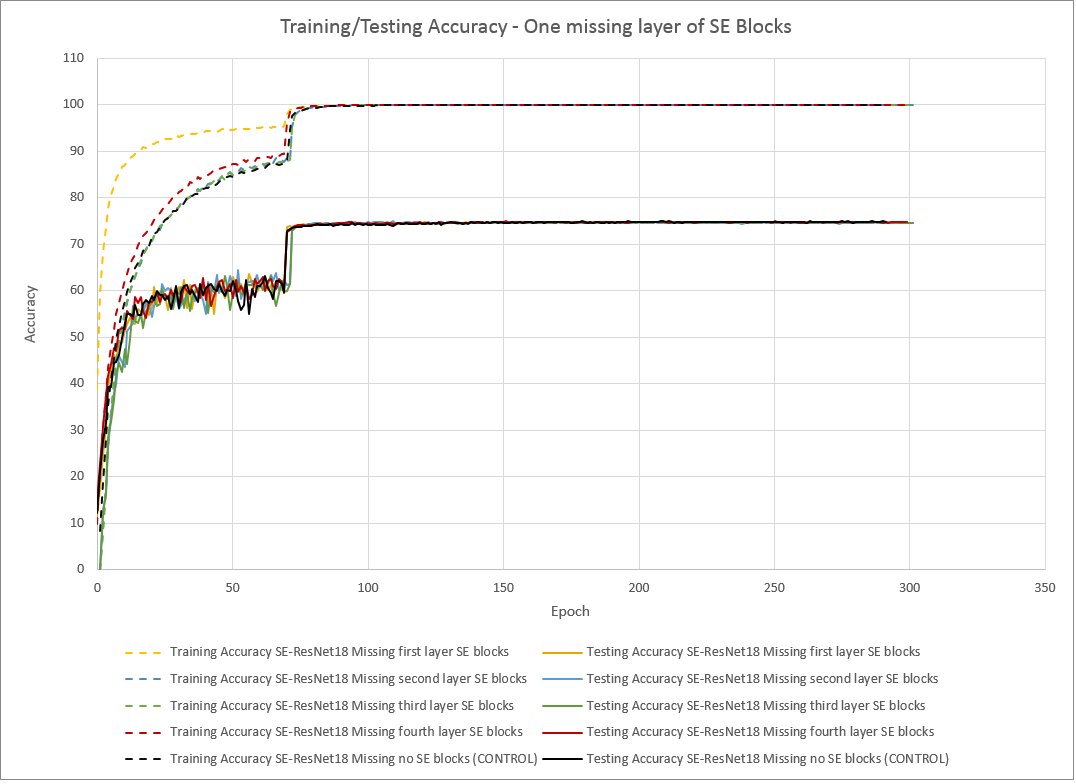 Training/Testing Accuracy - One missing layer of SE Blocks
110
100
90
80
70
60
50
40
30
20
10
0
Accuracy
0 50 100 150 200 250 300 350
Epoch
Training Accuracy SE-ResNet18 Missing first layer SE blocks Testing Accuracy SE-ResNet18 Missing first layer SE blocks
Training Accuracy SE-ResNet18 Missing second layer SE blocks Testing Accuracy SE-ResNet18 Missing second layer SE blocks
Training Accuracy SE-ResNet18 Missing third layer SE blocks Testing Accuracy SE-ResNet18 Missing third layer SE blocks
Training Accuracy SE-ResNet18 Missing fourth layer SE blocks Testing Accuracy SE-ResNet18 Missing fourth layer SE blocks
Training Accuracy SE-ResNet18 Missing no SE blocks (CONTROL) Testing Accuracy SE-ResNet18 Missing no SE blocks (CONTROL)